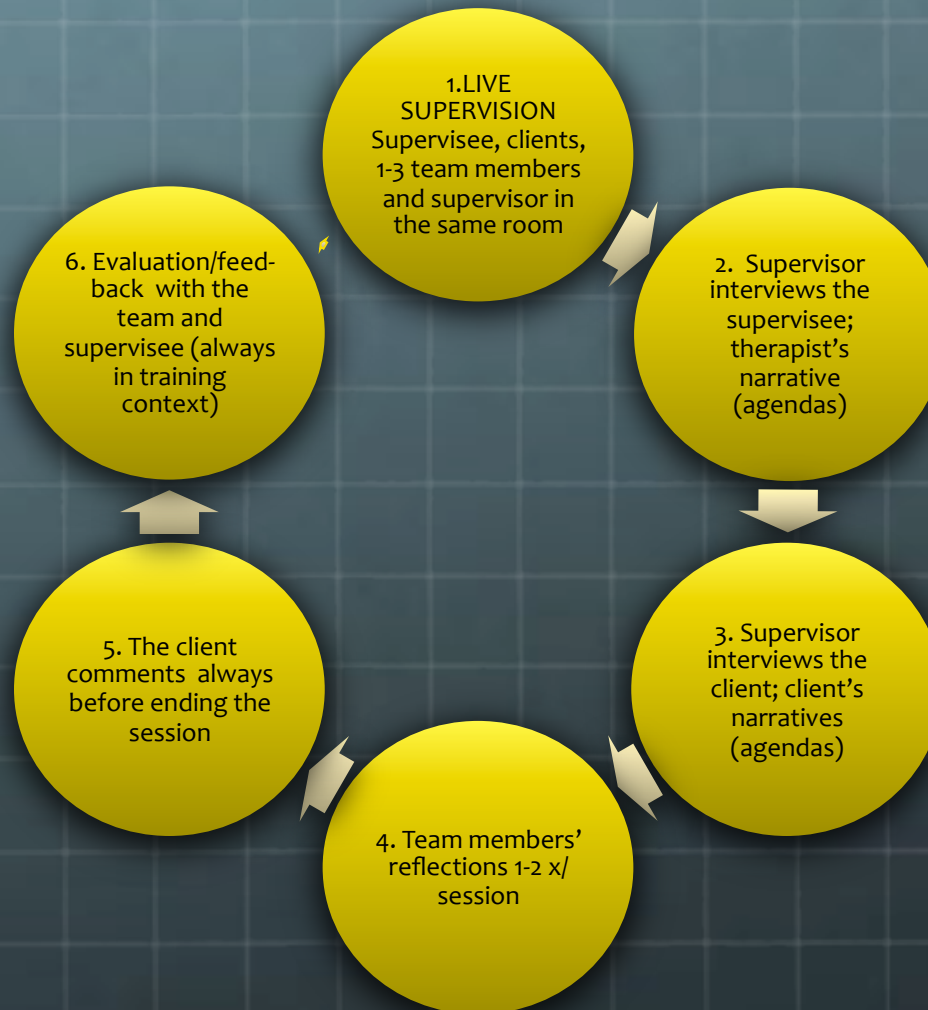 1.LIVE
SUPERVISION
Supervisee, clients,
1-3 team members
and supervisor in
the same room
2. Supervisor
interviews the
supervisee;
therapist’s
narrative
(agendas)
3. Supervisor
interviews the
client; client’s
narratives
(agendas)
4. Team members’
reflections 1-2 x/
session
5. The client
comments always
before ending the
session
6. Evaluation/feed-
back with the
team and
supervisee (always
in training
context)